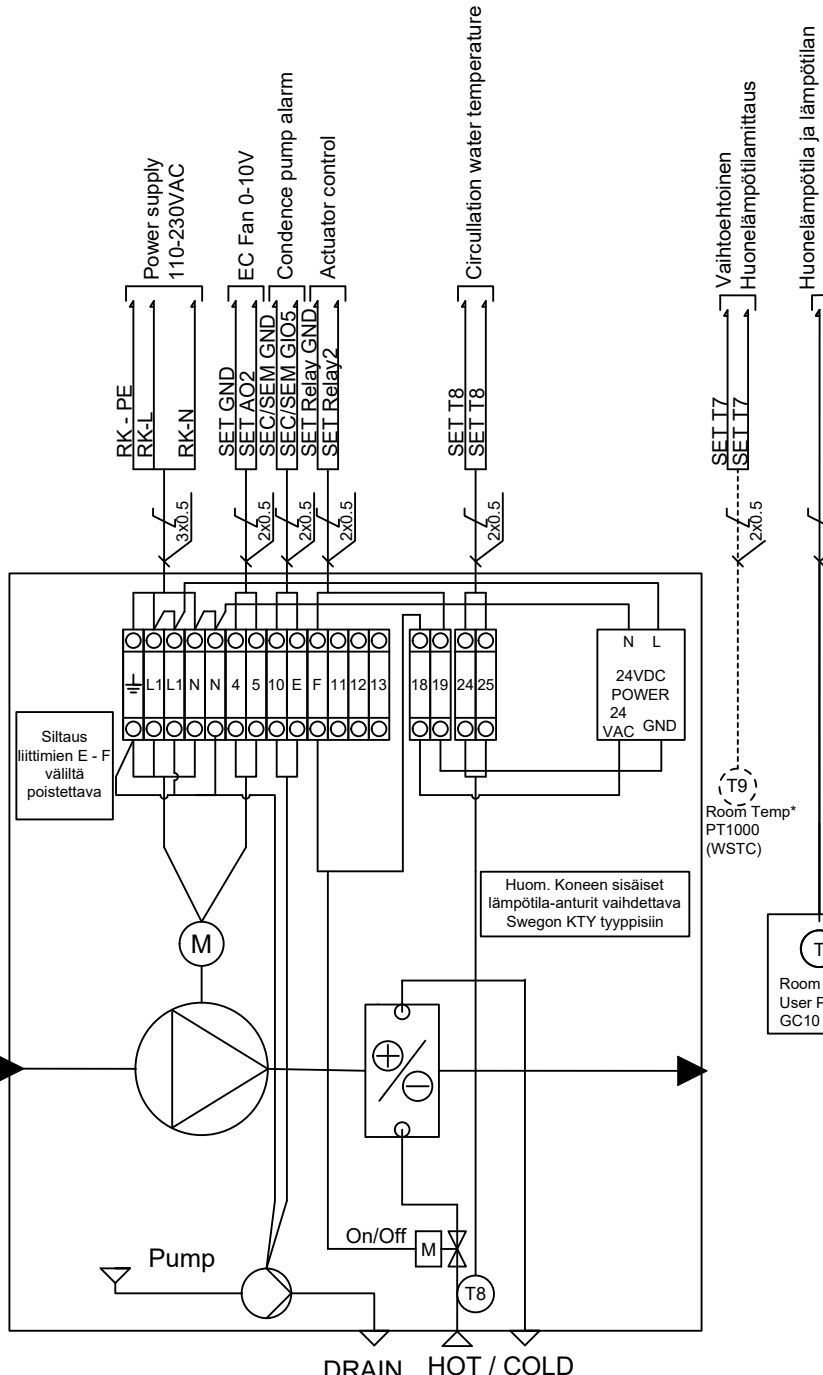 Power supply
110-230VAC
EC Fan 0-10V
Condence pump alarm
Actuator control
Circullation water temperature
Vaihtoehtoinen
Huonelämpötilamittaus
Huonelämpötila ja lämpötilan
RK - PE
RK-L
RK-N
SET GND
SET AO2
SEC/SEM GND
SEC/SEM GIO5
SET Relay GND
SET Relay2
SET T8
SET T8
SET T7
SET T7
3x0.5
2x0.5
2x0.5
2x0.5
2x0.5
2x0.5
L1 L1 N N 4 5 10 E F 11 12 13
18 19
24 25
N L
24VDC
POWER
24
VAC GND
Siltaus
liittimien E - F
väliltä
poistettava
T9
Room Temp*
PT1000
(WSTC)
Huom. Koneen sisäiset
lämpötila-anturit vaihdettava
Swegon KTY tyyppisiin
M
T
Room
User P
GC10
On/Off
M
Pump
T8
DRAIN
HOT / COLD